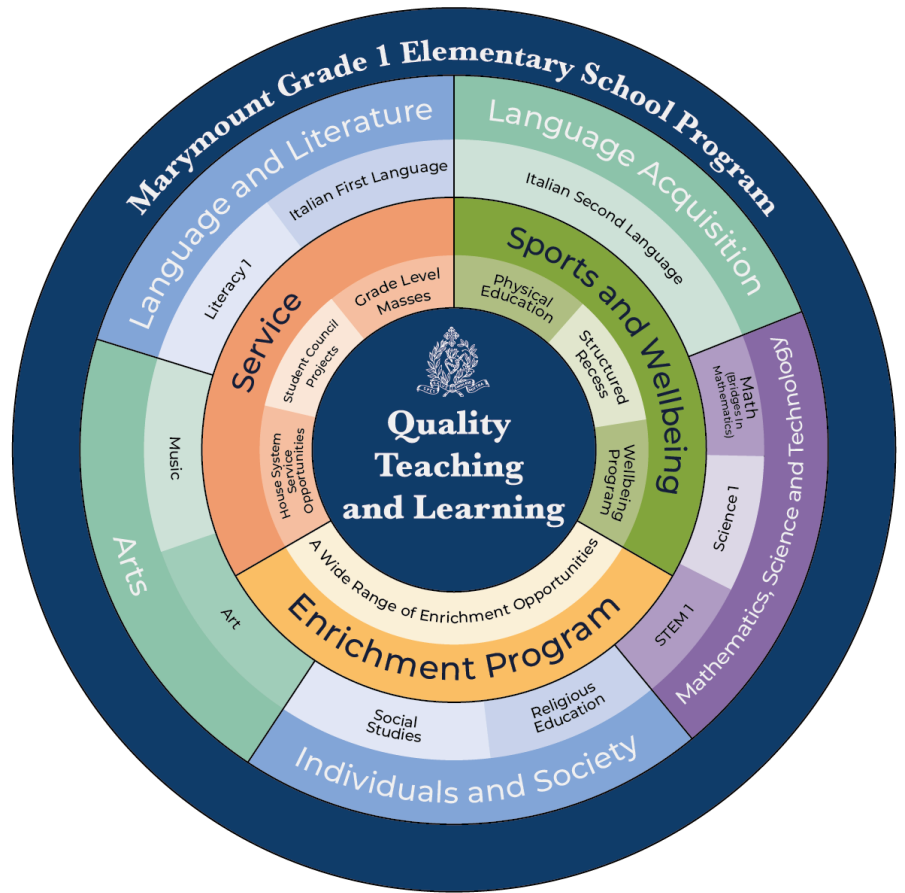 Marymount Grade 1 Elementary School Program
Language and Literature
Literacy 1
Italian First Language
Language Acquisition
Italian Second Language
Mathematics, Science and Technology
Math
(Bridges In
Mathematics)
Science 1
STEM 1
Individuals and Society
Religious
Education
Social
Studies
Arts
Art
Music
Service
House System
Service
Opportunities
Student Council
Projects
Grade Level
Masses
Sports and Wellbeing
Physical
Education
Structured
Recess
Wellbeing
Program
Enrichment Program
A Wide Range of Enrichment Opportunities
Quality
Teaching
and Learning